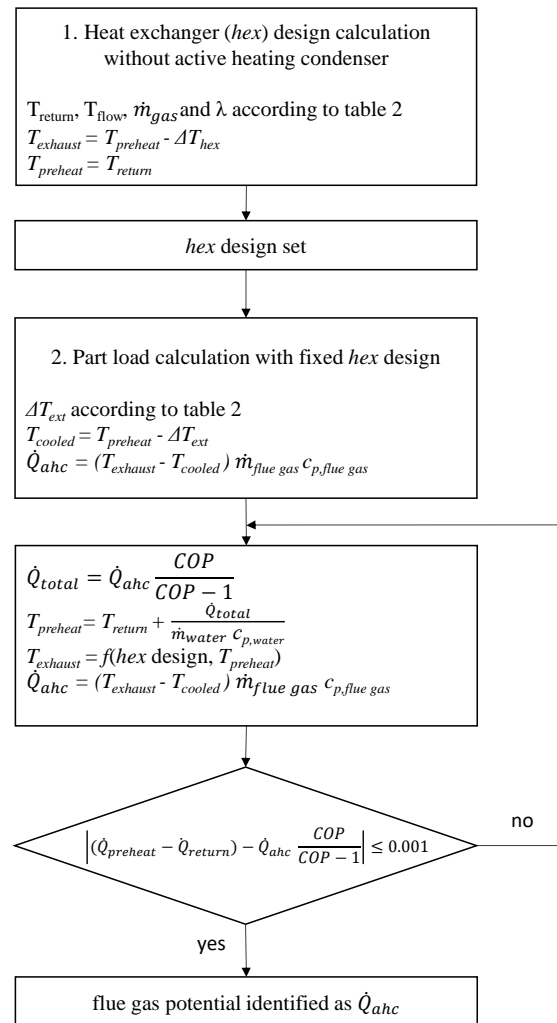 1. Heat exchanger (hex) design calculation
without active heating condenser
T_return, T_flow, ṁ_gas and λ according to table 2
T_exhaust = T_preheat - ΔT_hex
T_preheat = T_return
hex design set
2. Part load calculation with fixed hex design
ΔT_ext according to table 2
T_cooled = T_preheat - ΔT_ext
Q̇_ahc = (T_exhaust - T_cooled) ṁ_flue gas c_p,flue gas
Q̇_total = Q̇_ahc COP / (COP − 1)
T_preheat = T_return + Q̇_total / (ṁ_water c_p,water)
T_exhaust = f(hex design, T_preheat)
Q̇_ahc = (T_exhaust - T_cooled) ṁ_flue gas c_p,flue gas
|(Q̇_preheat − Q̇_return) − Q̇_ahc COP / (COP − 1)| ≤ 0.001
no
yes
flue gas potential identified as Q̇_ahc